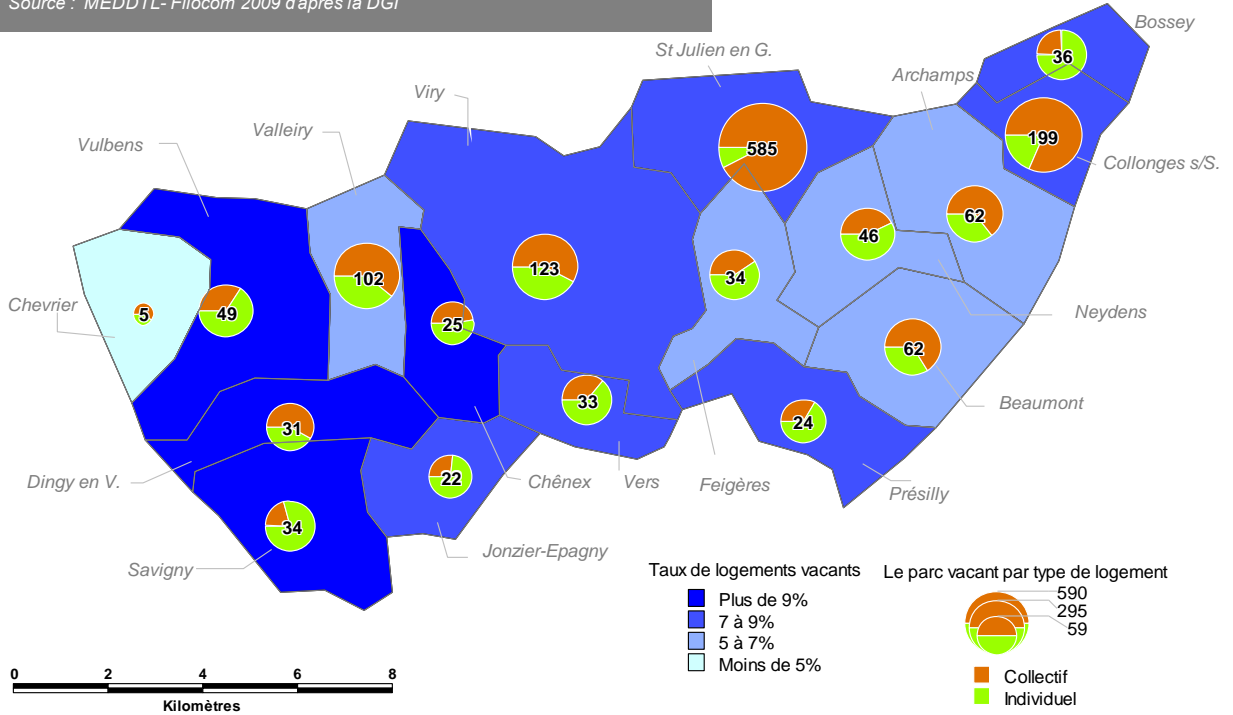 Source : MEDDTL- Filocom 2009 d'après la DGI
Bossey
St Julien en G.
36
Archamps
Viry
Valleiry
Vulbens
585
199
Collonges s/S.
62
46
123
34
102
Chevrier
5
49
25
Neydens
62
33
Beaumont
31
24
22
Dingy en V.
Chênex
Vers
Feigères
Présilly
34
Savigny
Jonzier-Epagny
Taux de logements vacants
Plus de 9%
7 à 9%
5 à 7%
Moins de 5%
Le parc vacant par type de logement
590
295
59
Collectif
Individuel
0 2 4 6 8
Kilomètres